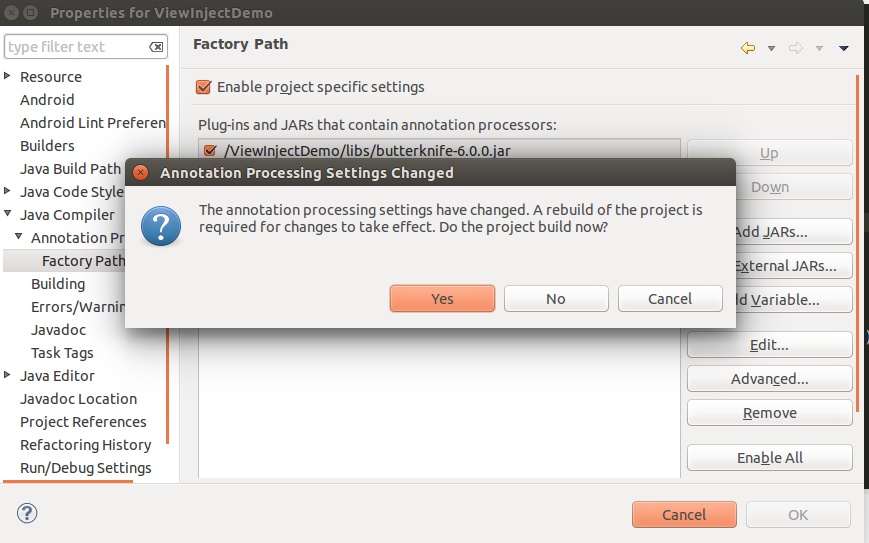 Properties for ViewInjectDemo
type filter text
Resource
Android
Android Lint Preferen
Builders
Java Build Path
Java Code Style
Java Compiler
Annotation Pr
Factory Path
Building
Errors/Warnin
Javadoc
Task Tags
Java Editor
Javadoc Location
Project References
Refactoring History
Run/Debug Settings
Factory Path
Enable project specific settings
Plug-ins and JARs that contain annotation processors:
/ViewInjectDemo/libs/butterknife-6.0.0.jar
Up
Down
Add JARs...
External JARs...
dd Variable...
Edit...
Advanced...
Remove
Enable All
Annotation Processing Settings Changed
The annotation processing settings have changed. A rebuild of the project is
required for changes to take effect. Do the project build now?
Yes
No
Cancel
?
Cancel
OK